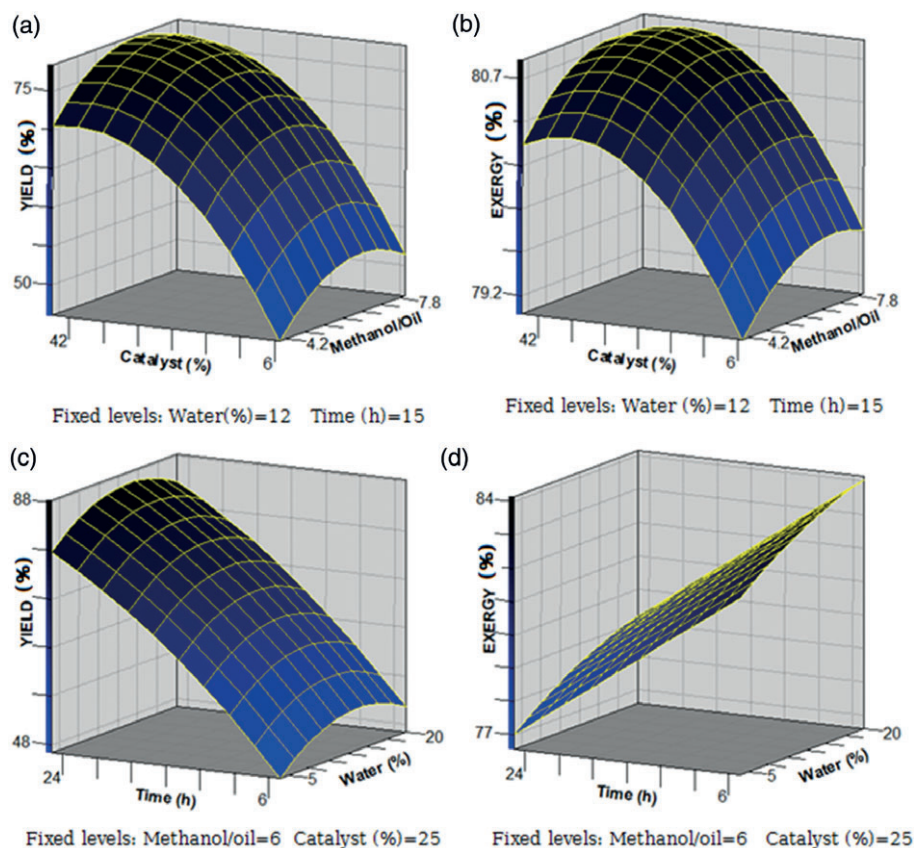 (a)
75
YIELD (%)
50
42
Catalyst (%)
6
4.2
Methanol/Oil
7.8
Fixed levels: Water(%)=12 Time (h)=15
(b)
80.7
EXERGY (%)
79.2
42
Catalyst (%)
6
4.2
Methanol/Oil
7.8
Fixed levels: Water (%)=12 Time (h)=15
(c)
88
YIELD (%)
48
24
Time (h)
6
5
Water (%)
20
Fixed levels: Methanol/oil=6 Catalyst (%)=25
(d)
84
EXERGY (%)
77
24
Time (h)
6
5
Water (%)
20
Fixed levels: Methanol/oil=6 Catalyst (%)=25